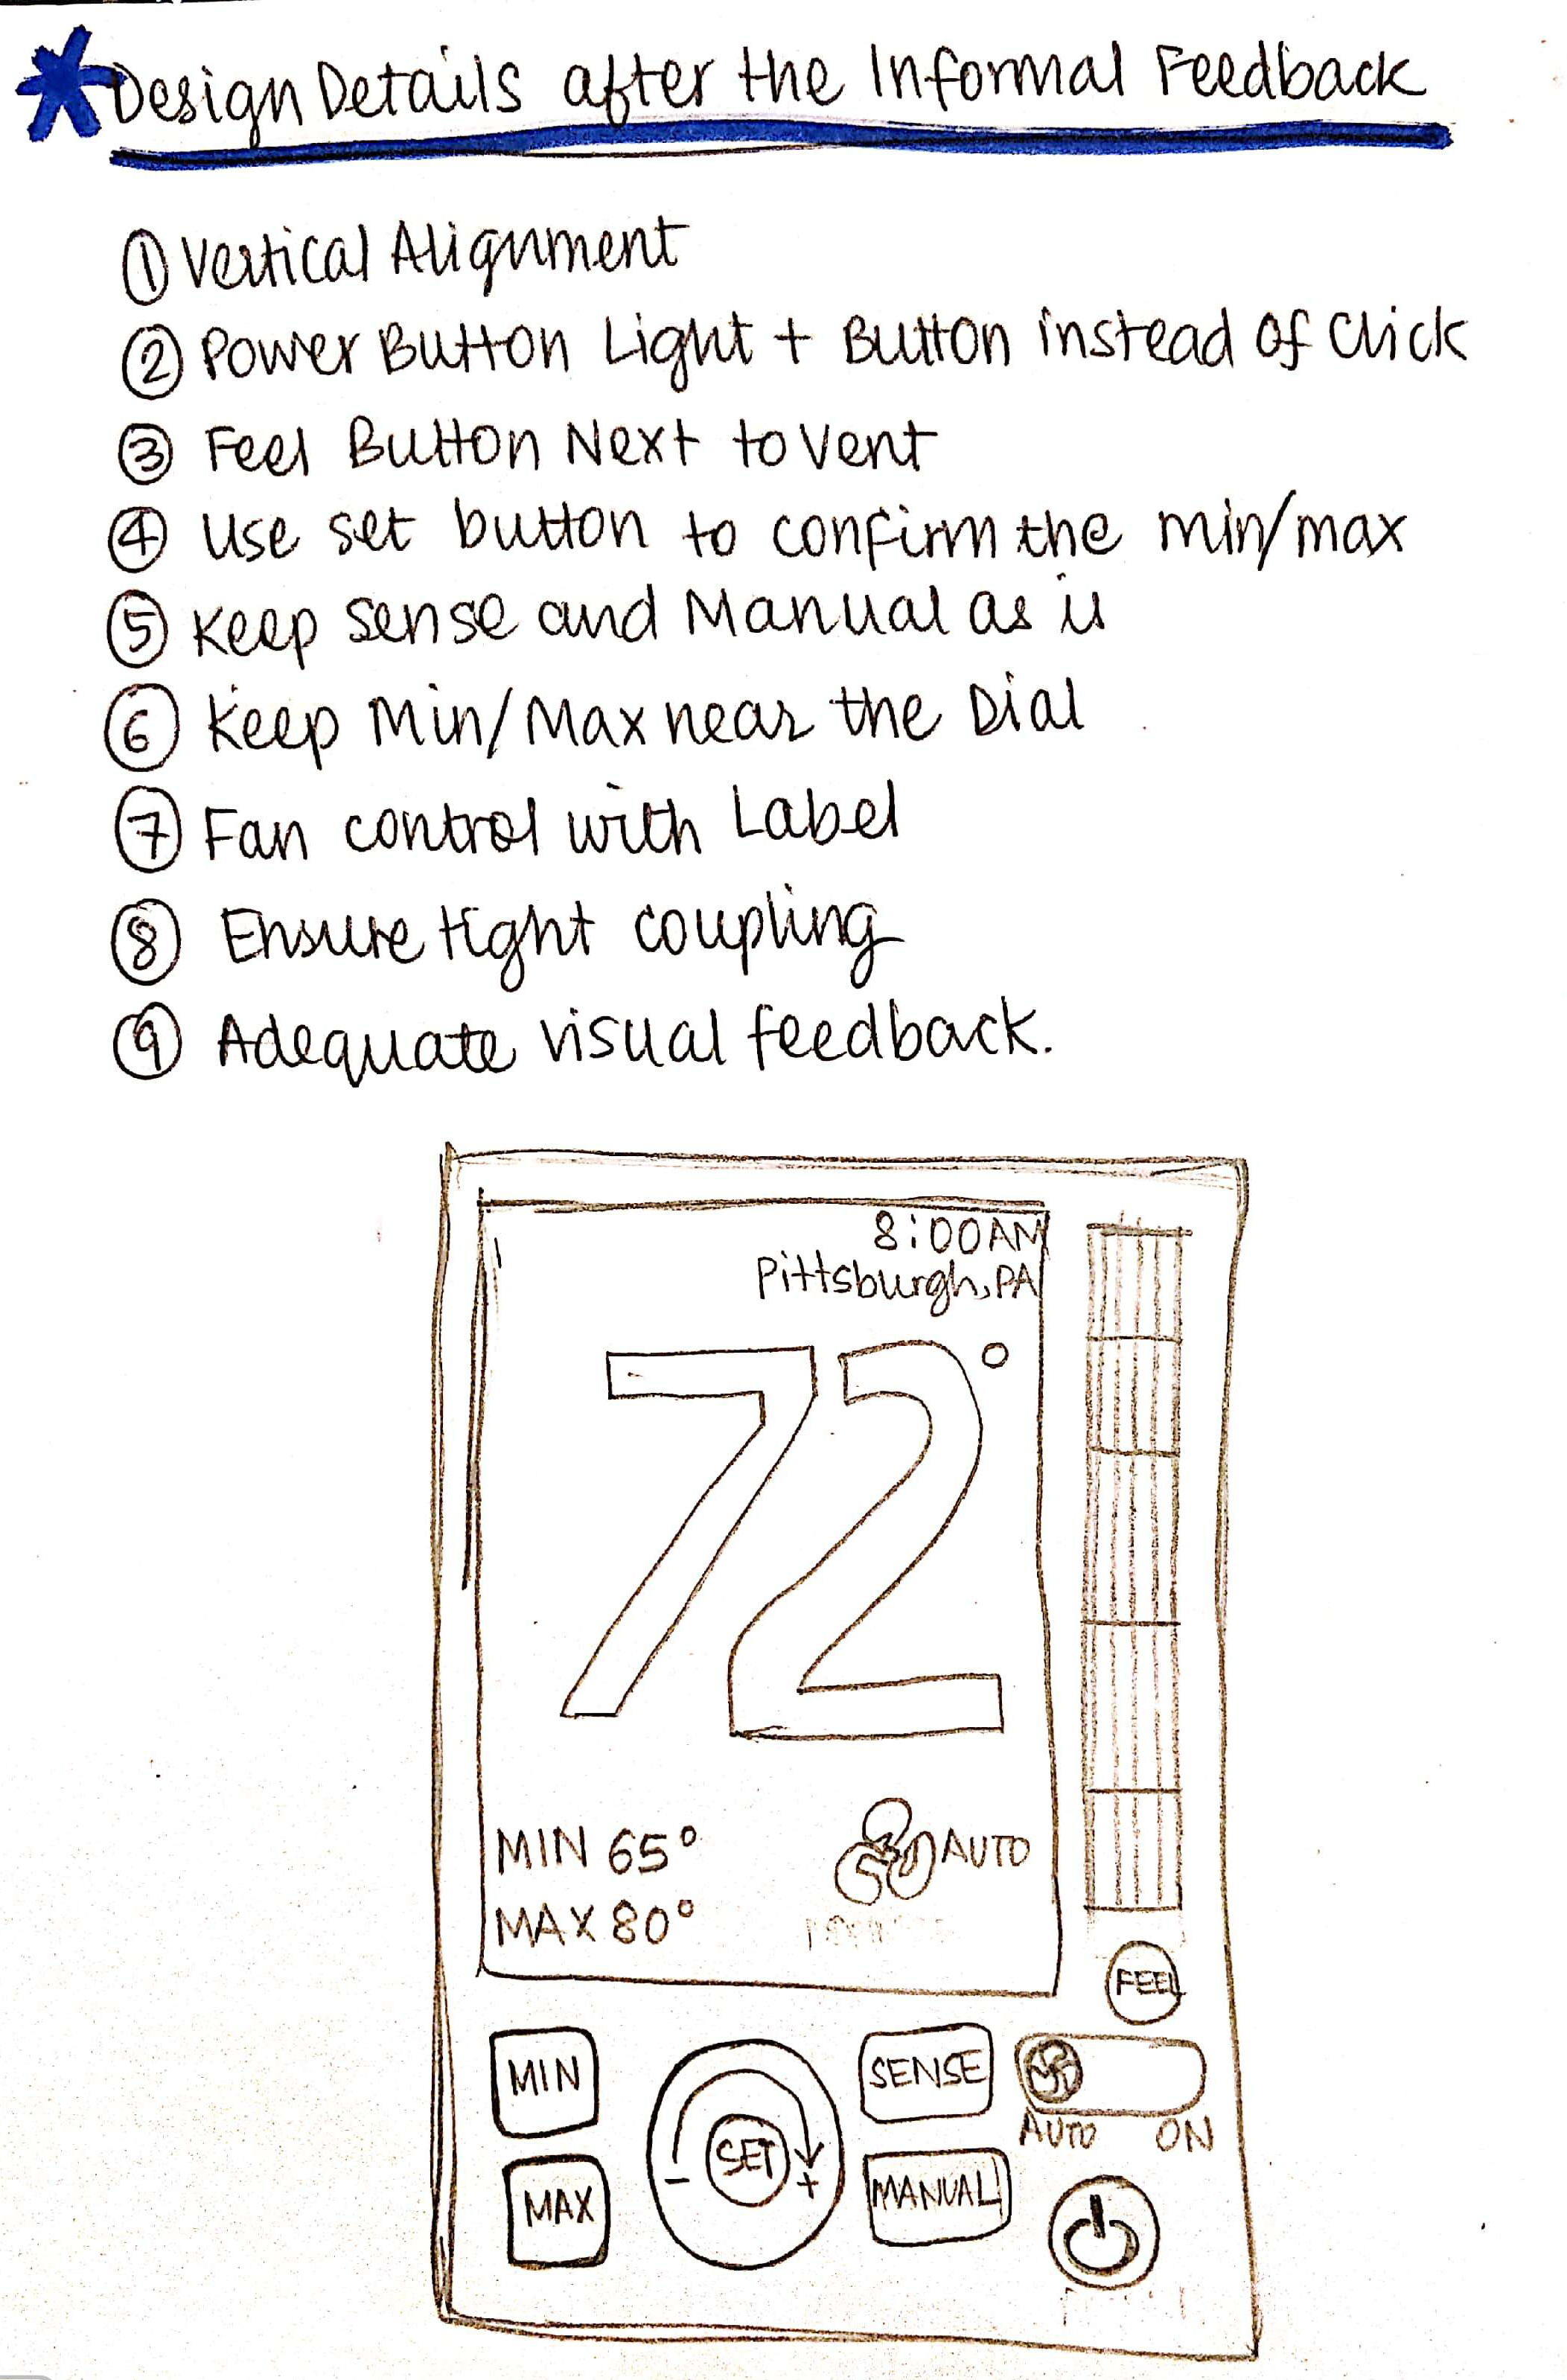 Design Details after the Informal Feedback
① Vertical Alignment
② Power Button Light + Button instead of Click
③ Feel Button Next to Vent
④ Use set button to confirm the min/max
⑤ Keep Sense and Manual as is
⑥ Keep Min/Max near the Dial
⑦ Fan control with Label
⑧ Ensure tight coupling
⑨ Adequate visual feedback.
8:00AM
Pittsburgh, PA
72°
MIN 65°
AUTO
MAX 80°
FEEL
MIN
SENSE
SET
- +
AUTO ON
MAX
MANUAL